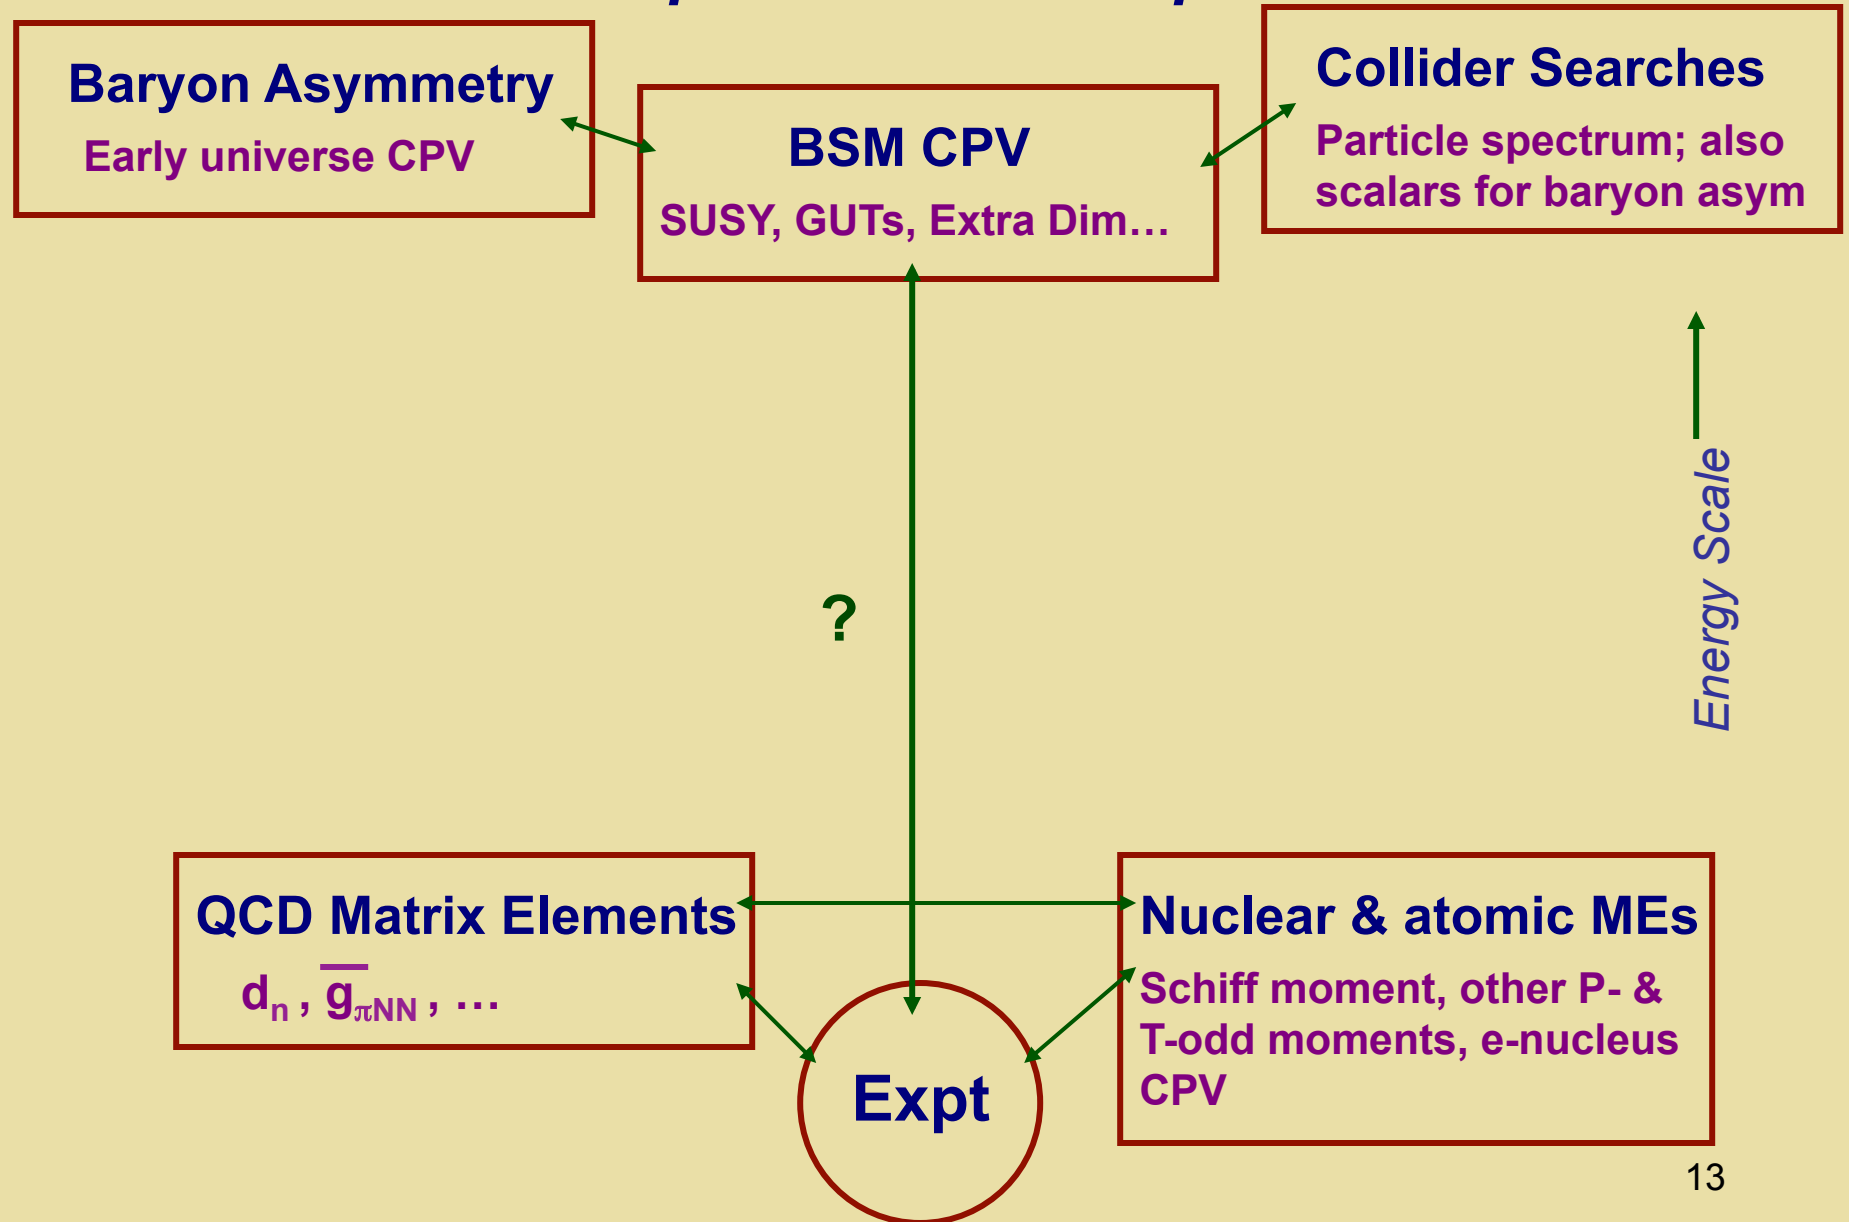 Baryon Asymmetry
Early universe CPV
BSM CPV
SUSY, GUTs, Extra Dim…
Collider Searches
Particle spectrum; also
scalars for baryon asym
Energy Scale
?
QCD Matrix Elements
dₙ , g̅πNN , …
Nuclear & atomic MEs
Schiff moment, other P- &
T-odd moments, e-nucleus
CPV
Expt
13